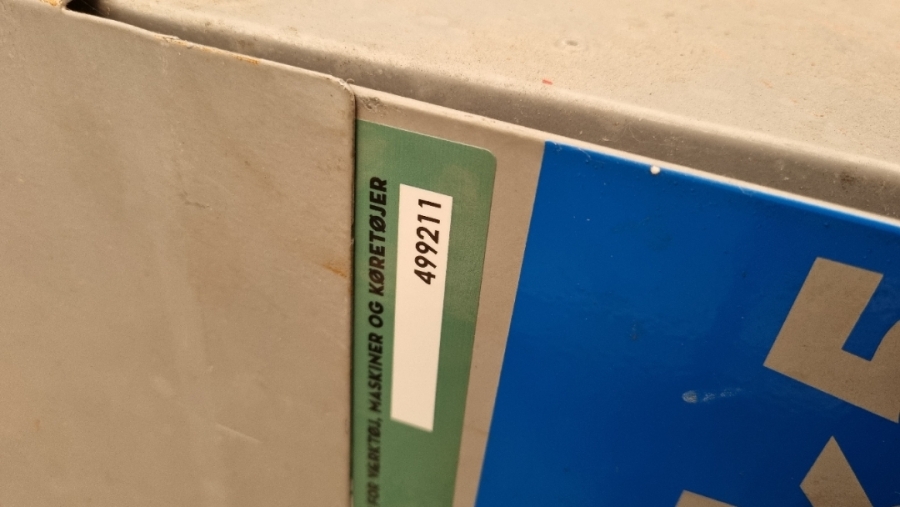 FOR VÆRKTØJ, MASKINER OG KØRETØJER
499211